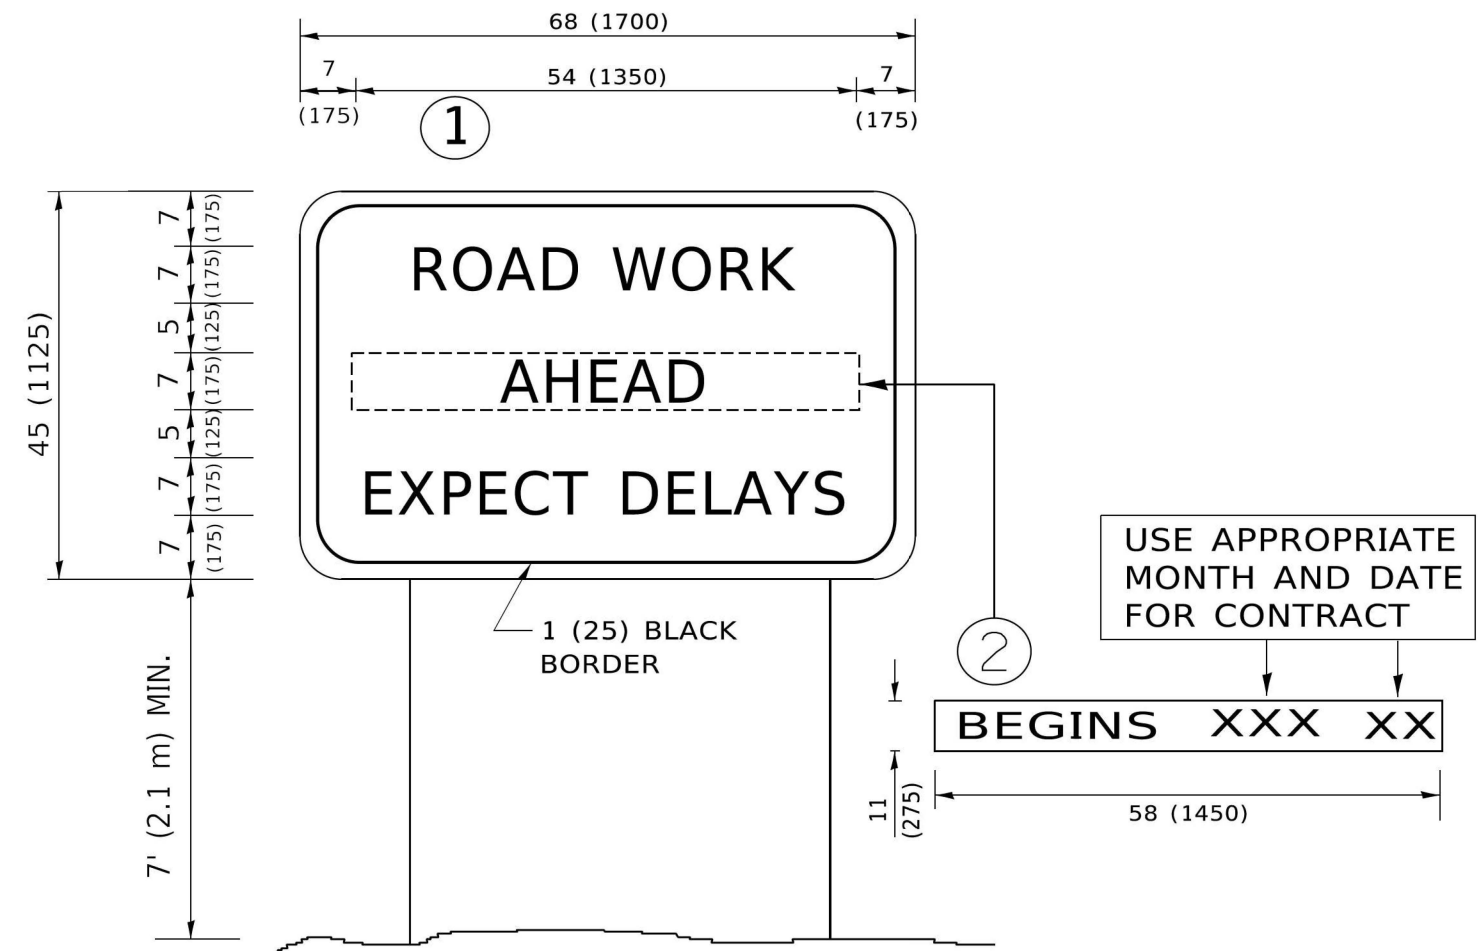 68 (1700)
7
54 (1350)
7
(175)
(175)
1
7
(175)
7
(175)
5
(125)
7
(175)
5
(125)
7
(175)
7
(175)
45 (1125)
ROAD WORK
AHEAD
EXPECT DELAYS
1 (25) BLACK
BORDER
7' (2.1 m) MIN.
USE APPROPRIATE
MONTH AND DATE
FOR CONTRACT
2
BEGINS XXX XX
11
(275)
58 (1450)